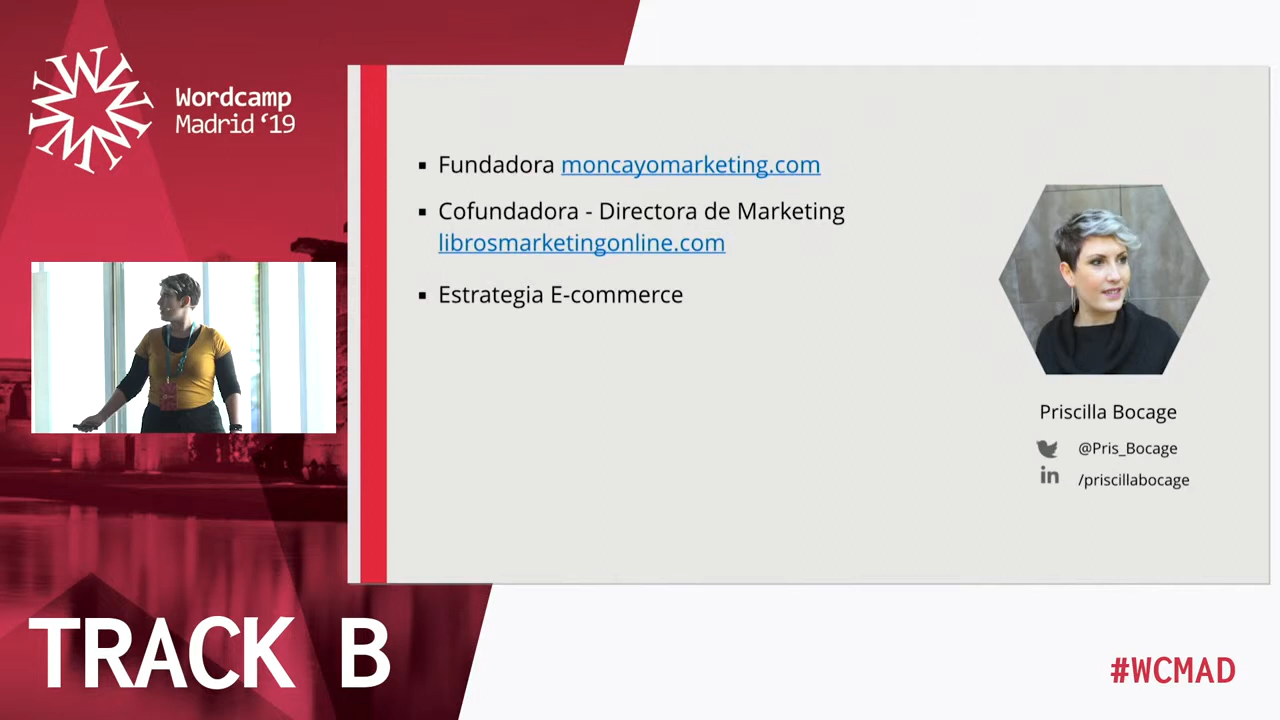 Wordcamp
Madrid ‘19
▪ Fundadora moncayomarketing.com
▪ Cofundadora - Directora de Marketing
librosmarketingonline.com
▪ Estrategia E-commerce
Priscilla Bocage
@Pris_Bocage
in /priscillabocage
TRACK B
#WCMAD